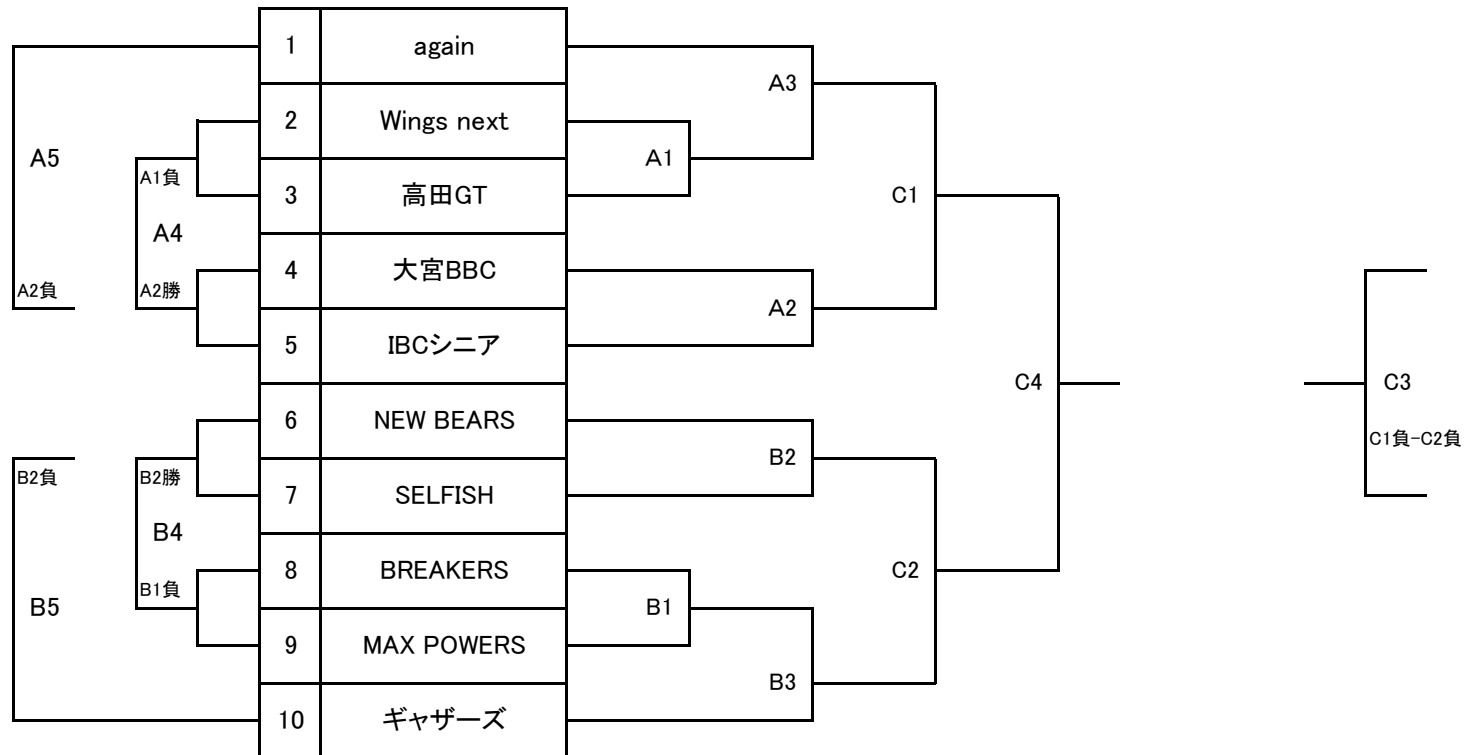 1 again
A3
2 Wings next
A5
A1
A1負
3 高田GT
C1
A4
4 大宮BBC
A2負
A2勝
A2
5 IBCシニア
C4
C3
6 NEW BEARS
C1負-C2負
B2
B2負
B2勝
7 SELFISH
B4
8 BREAKERS
C2
B1負
B5
B1
9 MAX POWERS
B3
10 ギャザーズ